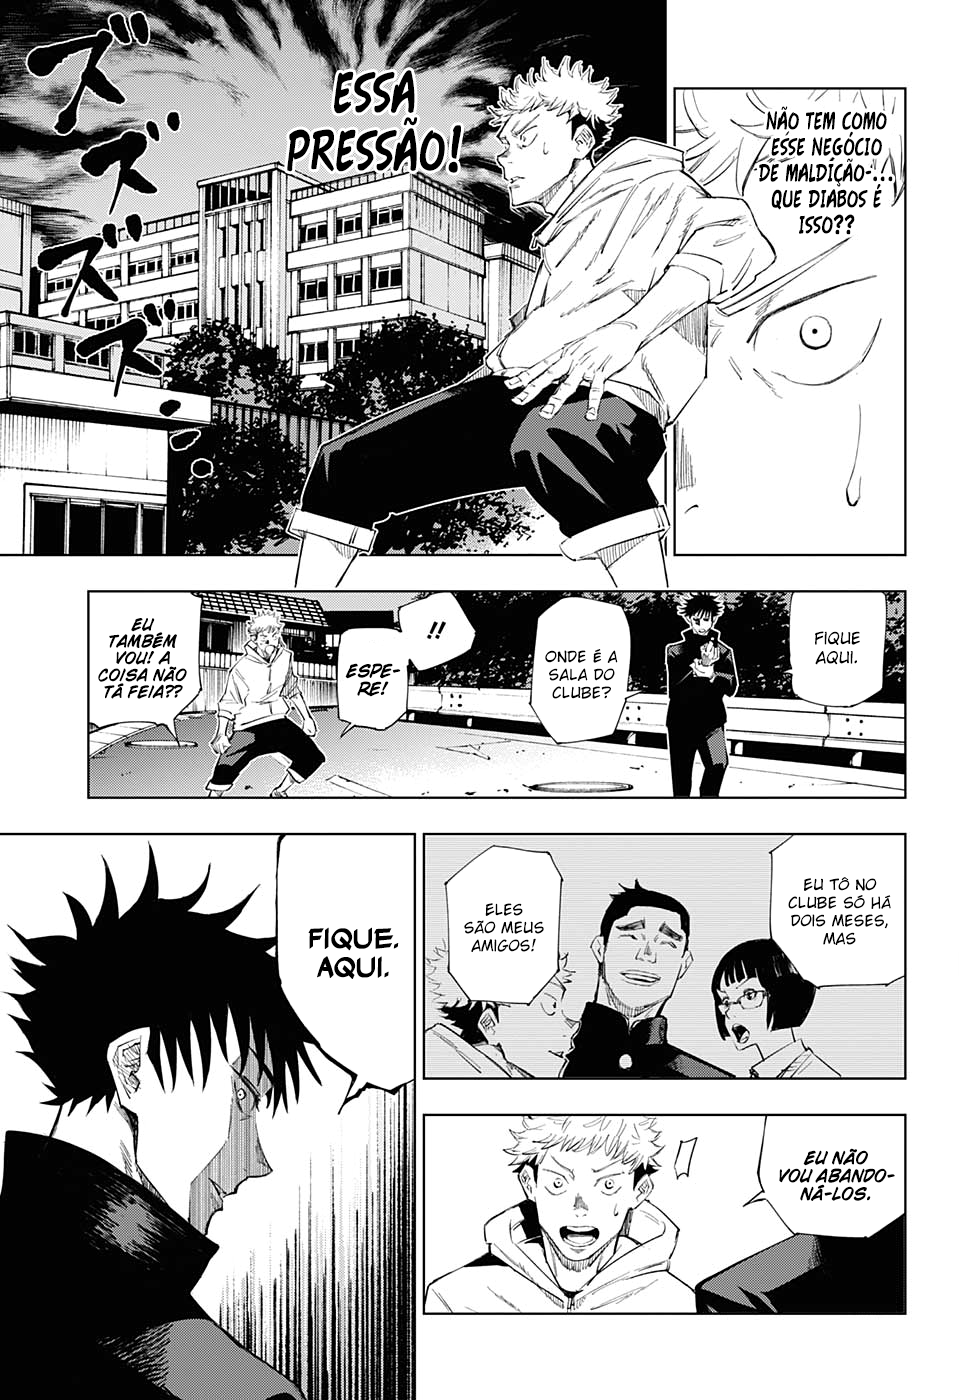 NÃO TEM COMO
ESSE NEGÓCIO
DE MALDIÇÃO-...
QUE DIABOS É
ISSO??
ESSA
PRESSÃO!
ズズズ...
FIQUE
AQUI.
ONDE É A
SALA DO
CLUBE?
!!
ESPE-
RE!
EU
TAMBÉM
VOU! A
COISA NÃO
TÁ FEIA??
EU TÔ NO
CLUBE SÓ HÁ
DOIS MESES,
MAS
ELES
SÃO MEUS
AMIGOS!
EU NÃO
VOU ABANDO-
NÁ-LOS.
FIQUE.
AQUI.